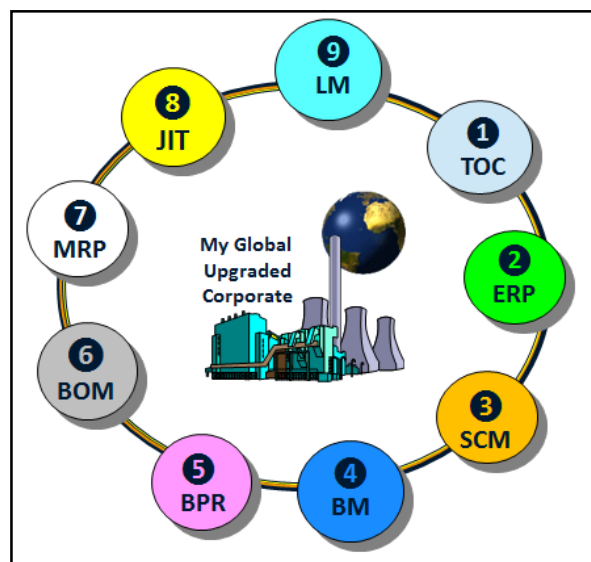 9
LM
8
JIT
1
TOC
7
MRP
My Global
Upgraded
Corporate
2
ERP
6
BOM
3
SCM
5
BPR
4
BM